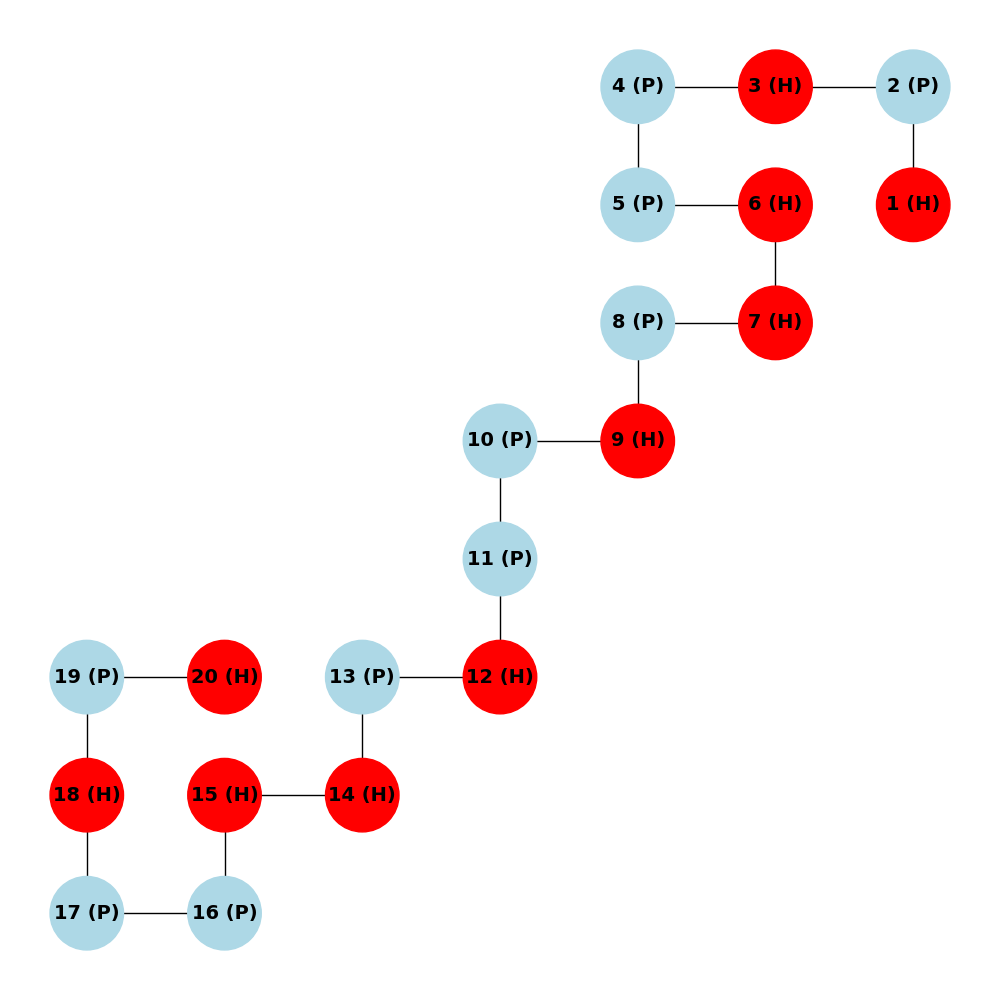 4 (P) 3 (H) 2 (P)
5 (P) 6 (H) 1 (H)
8 (P) 7 (H)
10 (P) 9 (H)
11 (P)
19 (P) 20 (H) 13 (P) 12 (H)
18 (H) 15 (H) 14 (H)
17 (P) 16 (P)